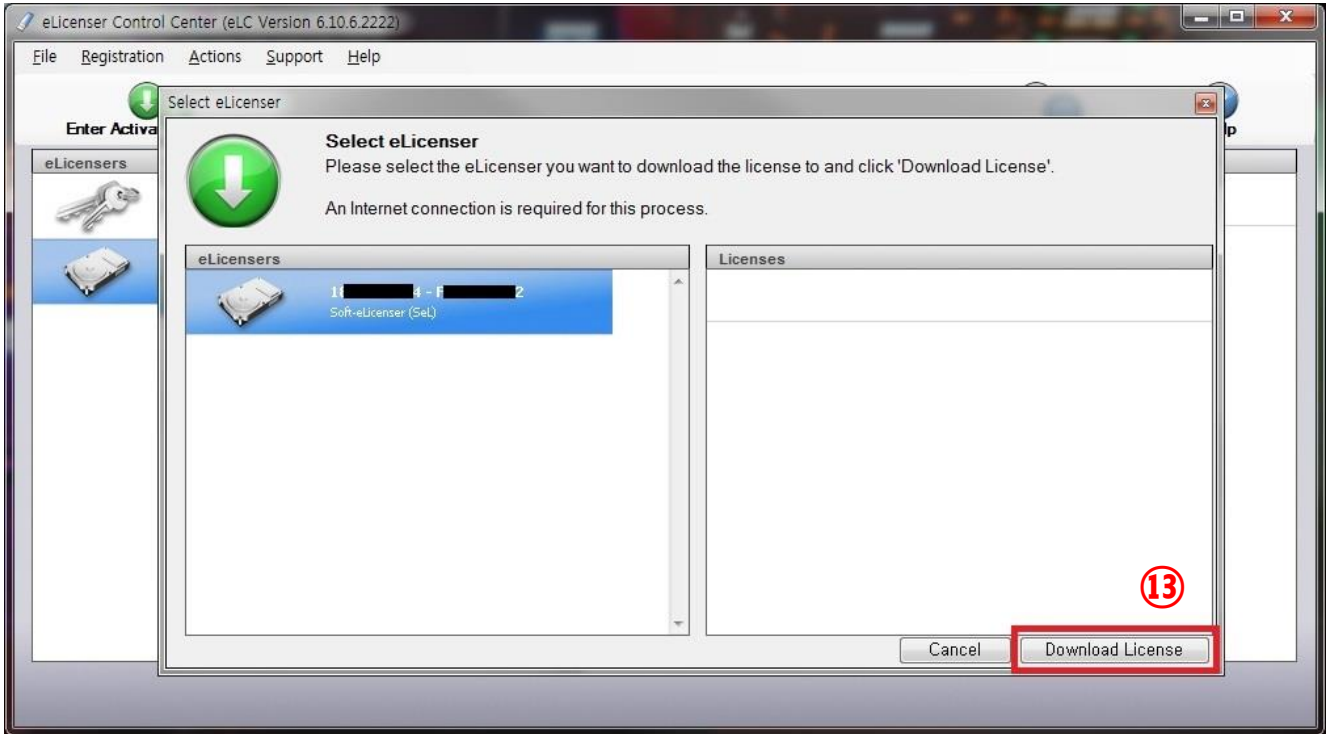 eLicenser Control Center (eLC Version 6.10.6.2222)
File Registration Actions Support Help
Enter Activa
Select eLicenser
Select eLicenser
Please select the eLicenser you want to download the license to and click 'Download License'.
An Internet connection is required for this process.
eLicensers
eLicensers
Licenses
Soft-eLicenser (SeL)
⑬
Cancel
Download License